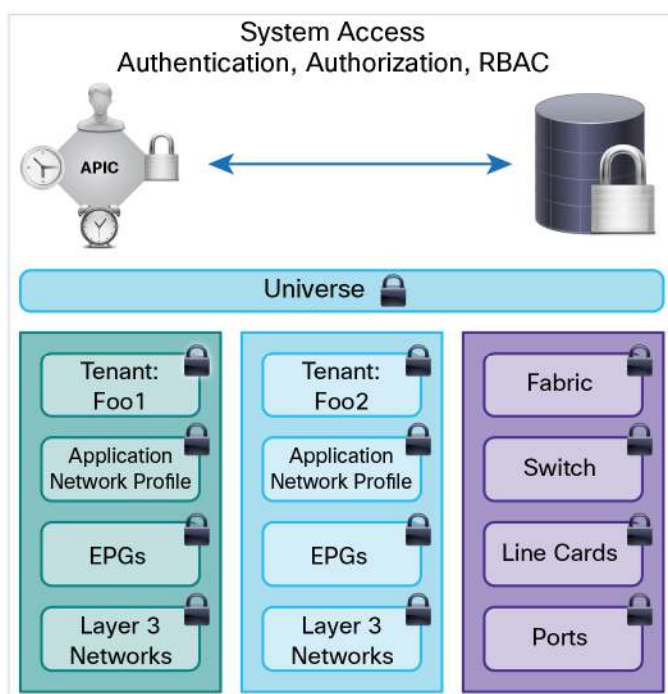 System Access
Authentication, Authorization, RBAC
APIC
Universe
Tenant:
Foo1
Application
Network Profile
EPGs
Layer 3
Networks
Tenant:
Foo2
Application
Network Profile
EPGs
Layer 3
Networks
Fabric
Switch
Line Cards
Ports